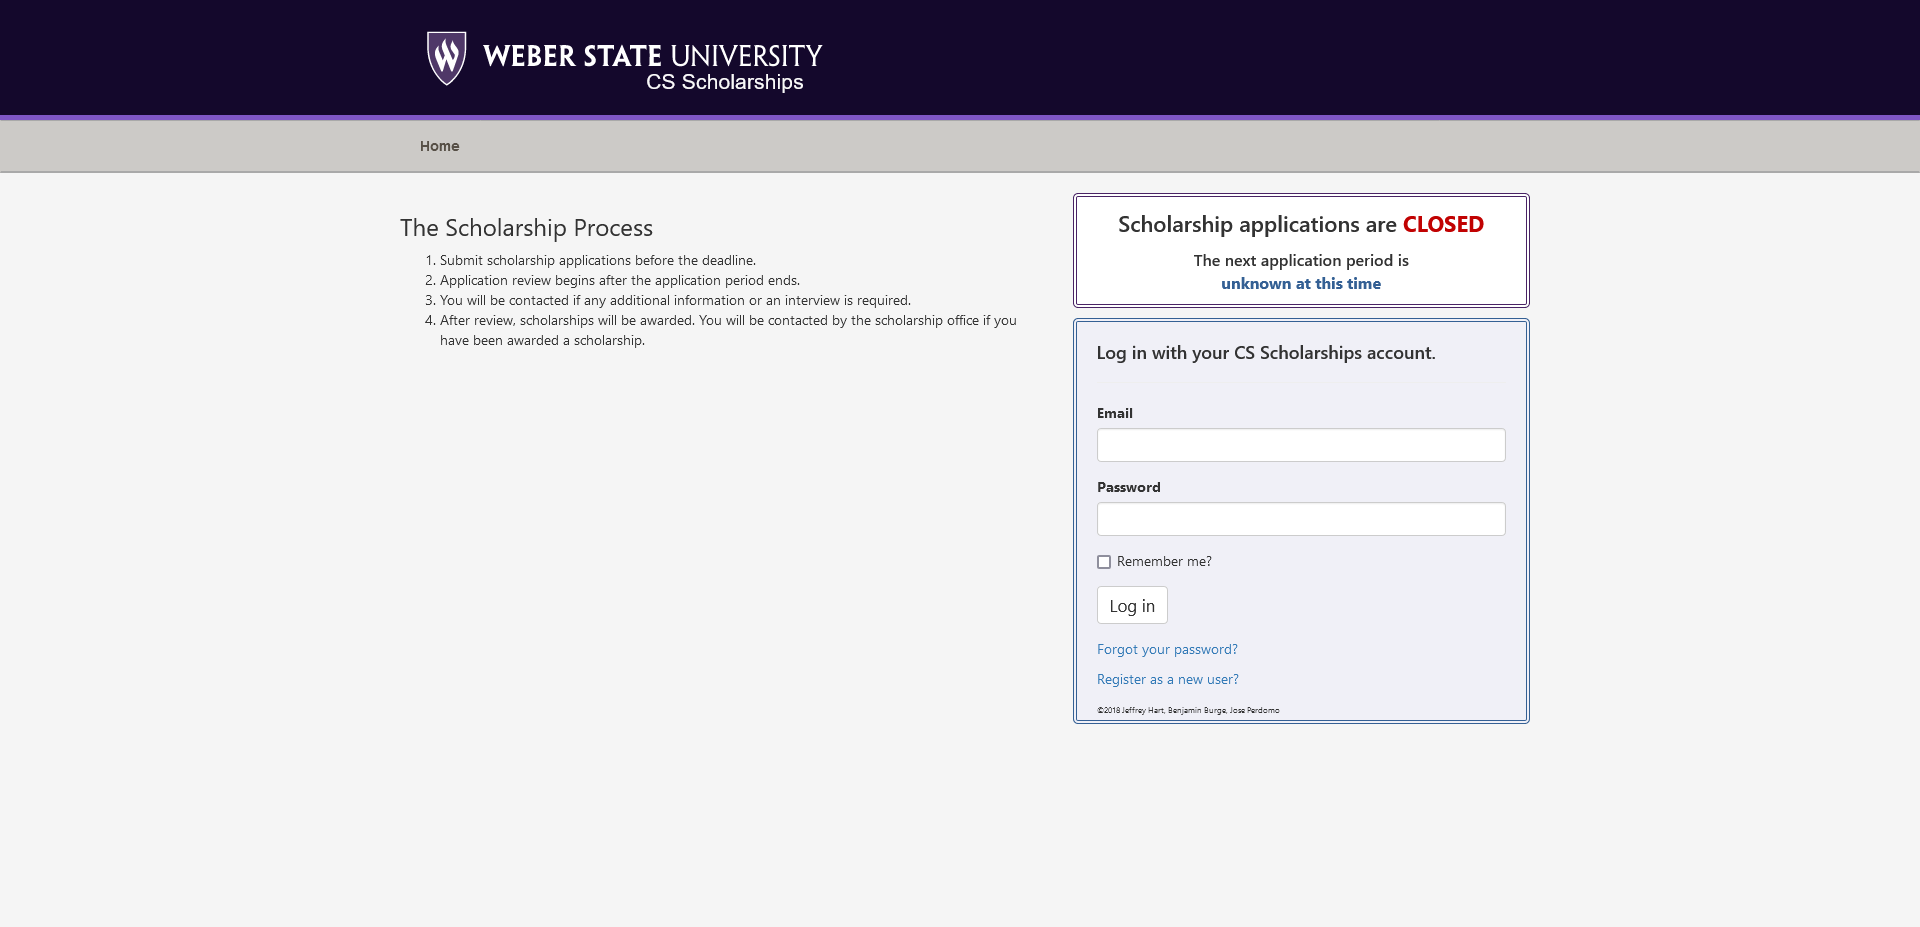 WEBER STATE UNIVERSITY
CS Scholarships
Home
The Scholarship Process
1. Submit scholarship applications before the deadline.
2. Application review begins after the application period ends.
3. You will be contacted if any additional information or an interview is required.
4. After review, scholarships will be awarded. You will be contacted by the scholarship office if you
have been awarded a scholarship.
Scholarship applications are CLOSED
The next application period is
unknown at this time
Log in with your CS Scholarships account.
Email
Password
Remember me?
Log in
Forgot your password?
Register as a new user?
©2018 Jeffrey Hart, Benjamin Burge, Jose Perdomo